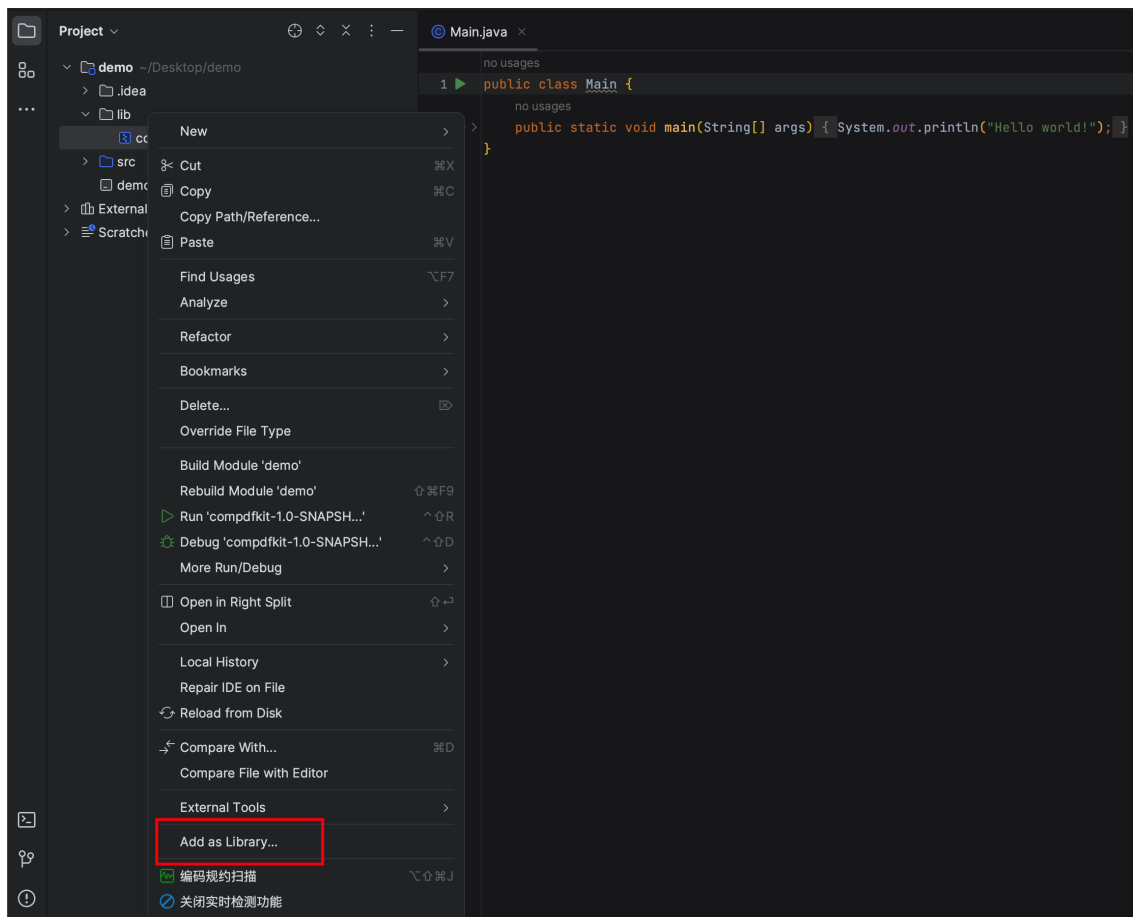 Project
Main.java
demo ~/Desktop/demo
.idea
lib
src
External
no usages
1 public class Main {
no usages
public static void main(String[] args) { System.out.println("Hello world!"); }
}
New
Cut ⌘X
Copy ⌘C
Copy Path/Reference...
Paste ⌘V
Find Usages ⌥F7
Analyze
Refactor
Bookmarks
Delete... ⌦
Override File Type
Build Module 'demo'
Rebuild Module 'demo' ⇧⌘F9
Run 'compdfkit-1.0-SNAPSH...' ^⇧R
Debug 'compdfkit-1.0-SNAPSH...' ^⇧D
More Run/Debug
Open in Right Split ⇧⏎
Open In
Local History
Repair IDE on File
Reload from Disk
Compare With... ⌘D
Compare File with Editor
External Tools
Add as Library...
编码规约扫描 ⌥⇧⌘J
关闭实时检测功能